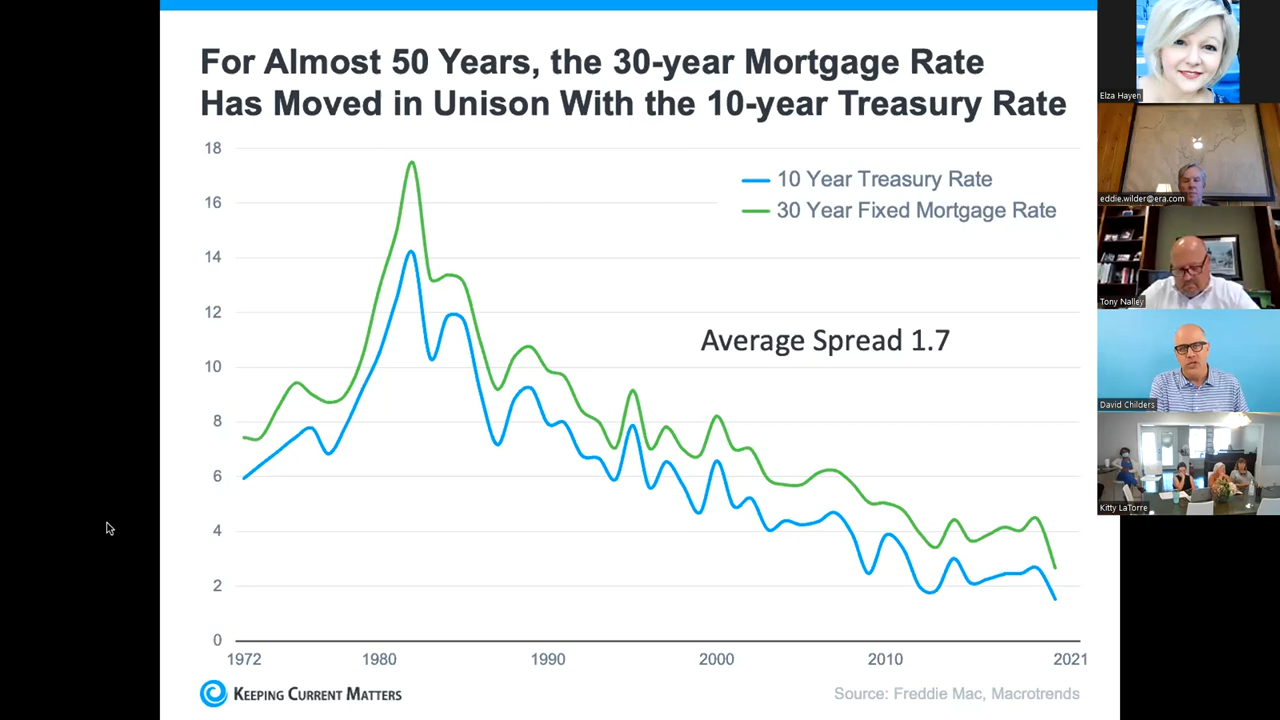 For Almost 50 Years, the 30-year Mortgage Rate
Has Moved in Unison With the 10-year Treasury Rate
18
16
14
12
10
8
6
4
2
0
10 Year Treasury Rate
30 Year Fixed Mortgage Rate
Average Spread 1.7
1972
1980
1990
2000
2010
2021
KEEPING CURRENT MATTERS
Source: Freddie Mac, Macrotrends
Elza Hayen
eddie.wilder@era.com
Tony Nalley
David Childers
Kitty LaTorre